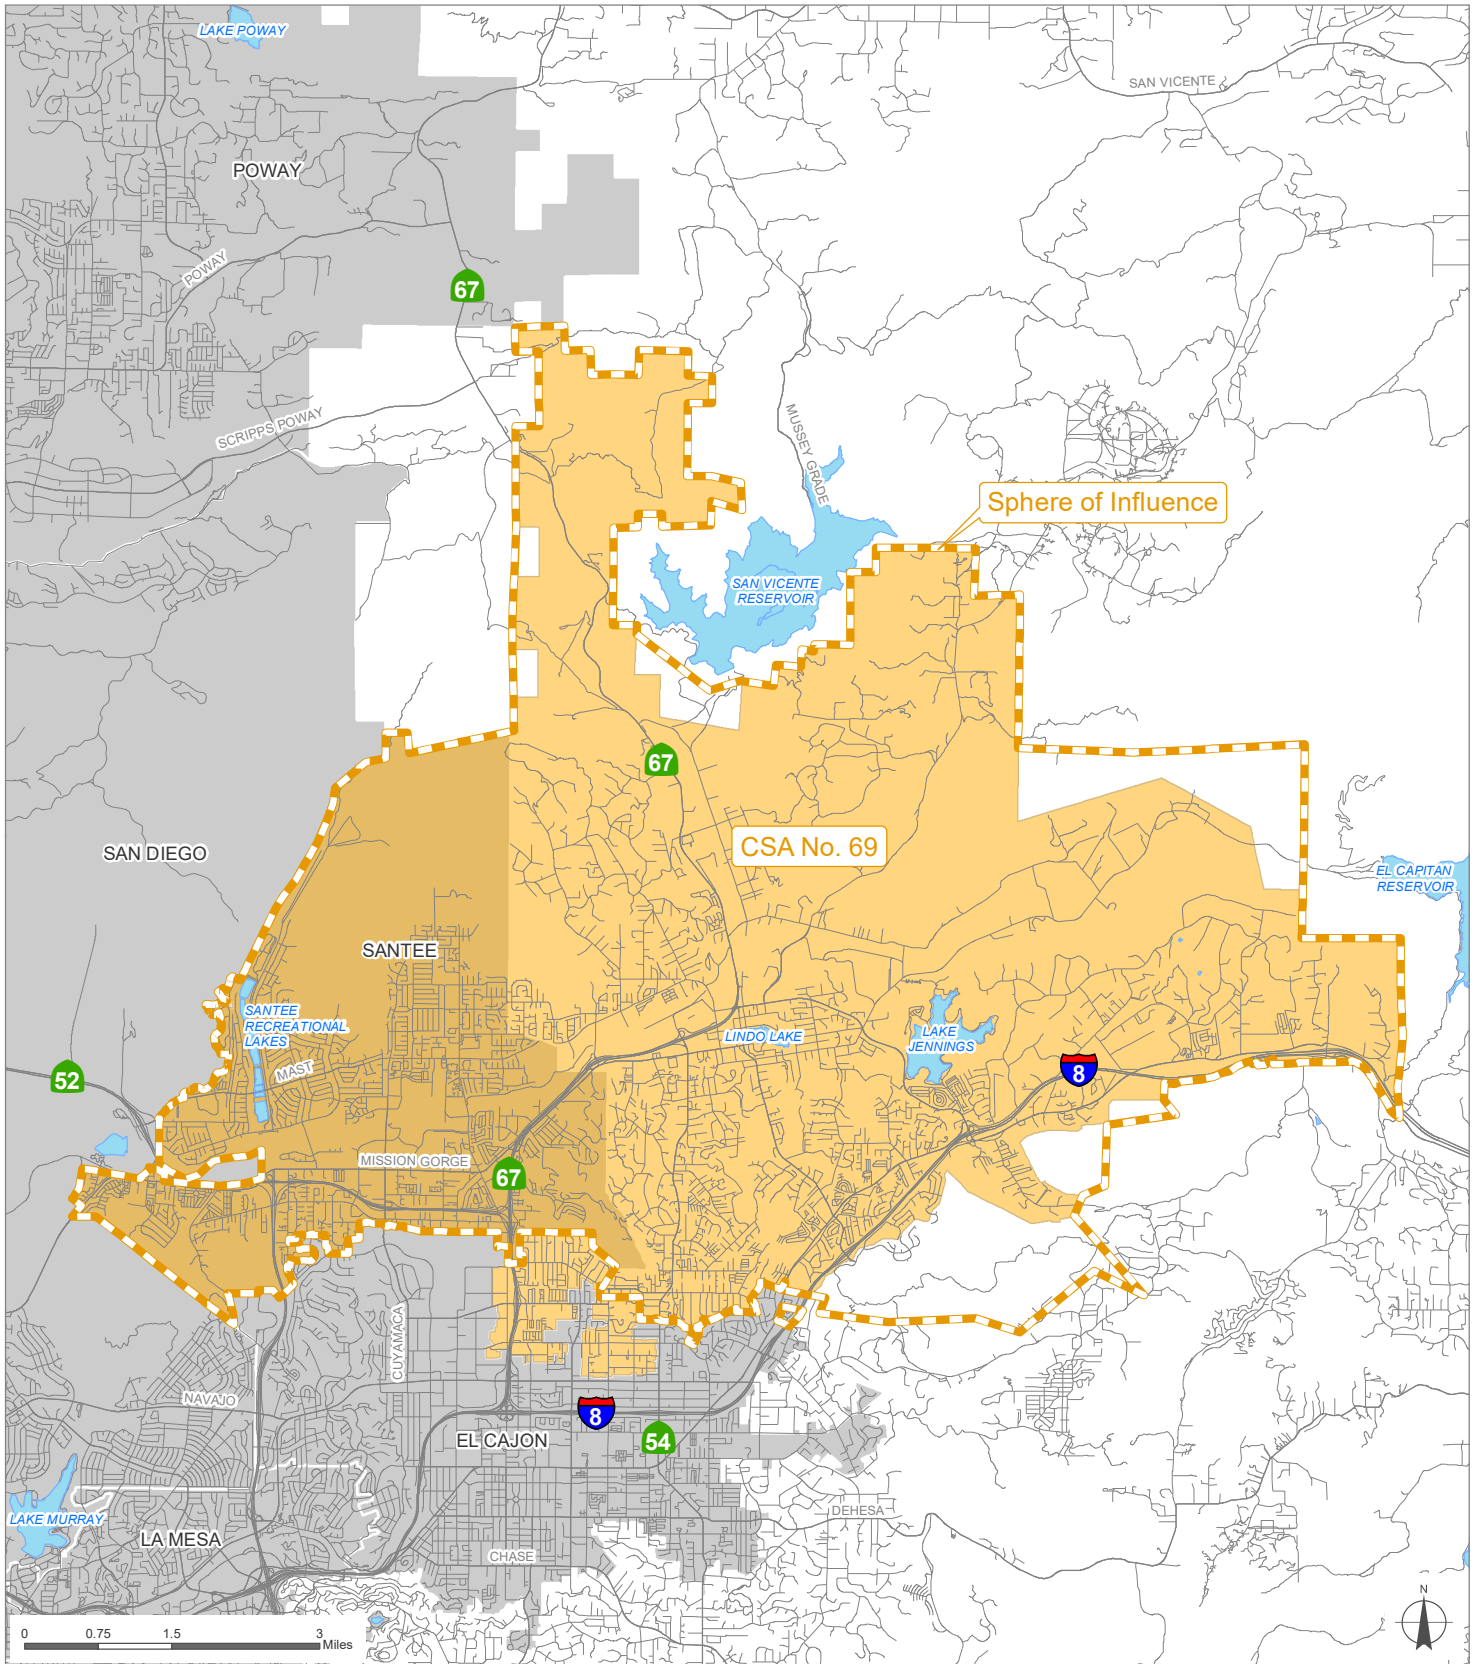 LAKE POWAY
SAN VICENTE
POWAY
POWAY
67
SCRIPPS POWAY
MUSSEY GRADE
Sphere of Influence
SAN VICENTE
RESERVOIR
67
CSA No. 69
SAN DIEGO
EL CAPITAN
RESERVOIR
SANTEE
SANTEE
RECREATIONAL
LAKES
LINDO LAKE
LAKE
JENNINGS
MAST
52
8
MISSION GORGE
67
CUYAMACA
NAVAJO
8
EL CAJON
54
LAKE MURRAY
DEHESA
LA MESA
CHASE
N
0 0.75 1.5 3
Miles